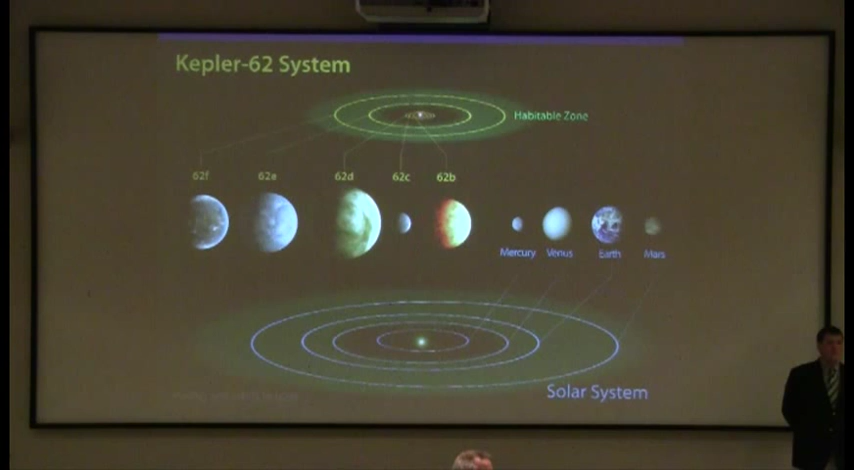 Kepler-62 System
Habitable Zone
62f 62e 62d 62c 62b
Mercury Venus Earth Mars
Solar System